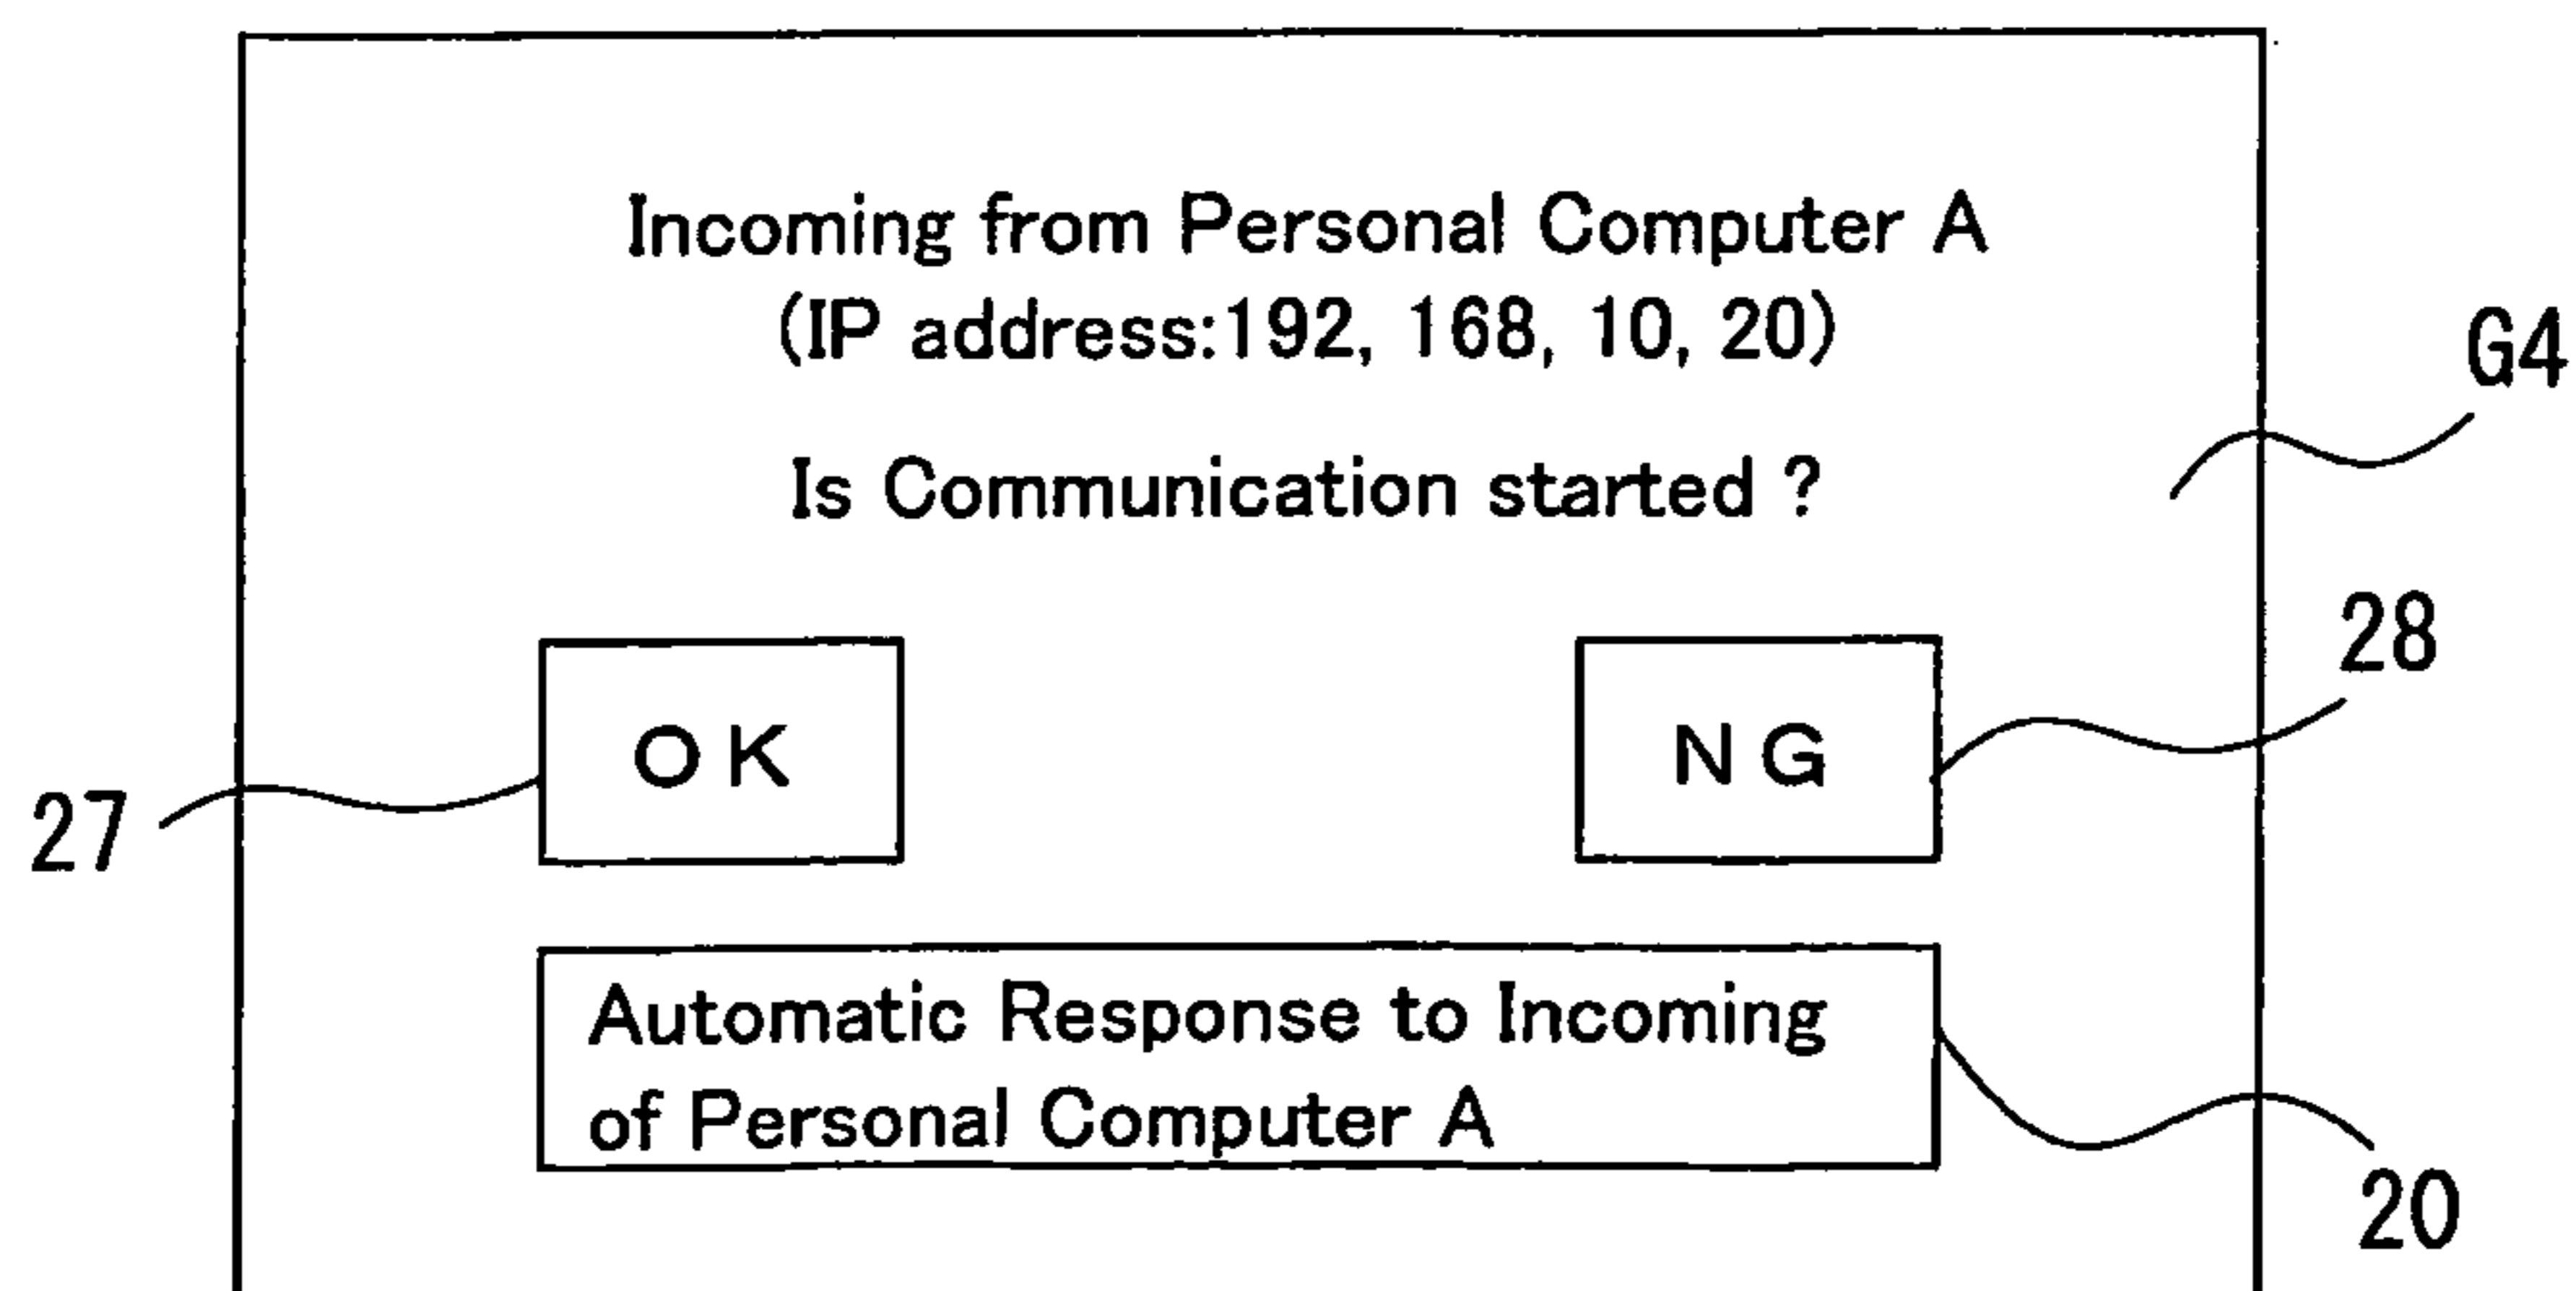 Incoming from Personal Computer A
(IP address:192, 168, 10, 20)
G4
Is Communication started ?
28
OK
NG
27
Automatic Response to Incoming
of Personal Computer A
20